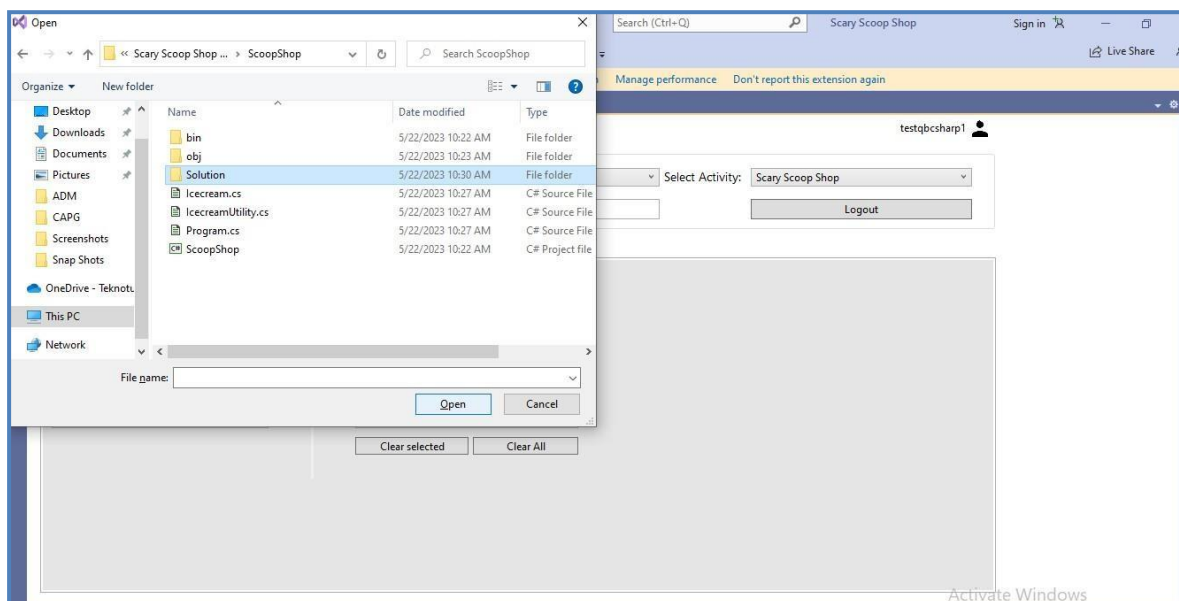 Open
Search (Ctrl+Q)
Scary Scoop Shop
Sign in
« Scary Scoop Shop ... › ScoopShop
Search ScoopShop
Live Share
Organize
New folder
Manage performance
Don't report this extension again
Desktop
Downloads
Documents
Pictures
ADM
CAPG
Screenshots
Snap Shots
OneDrive - Teknotu
This PC
Network
Name Date modified Type
bin 5/22/2023 10:22 AM File folder
obj 5/22/2023 10:23 AM File folder
Solution 5/22/2023 10:30 AM File folder
Icecream.cs 5/22/2023 10:27 AM C# Source File
IcecreamUtility.cs 5/22/2023 10:27 AM C# Source File
Program.cs 5/22/2023 10:27 AM C# Source File
ScoopShop 5/22/2023 10:22 AM C# Project file
File name:
Open
Cancel
testqbcsharp1
Select Activity:
Scary Scoop Shop
Logout
Clear selected
Clear All
Activate Windows